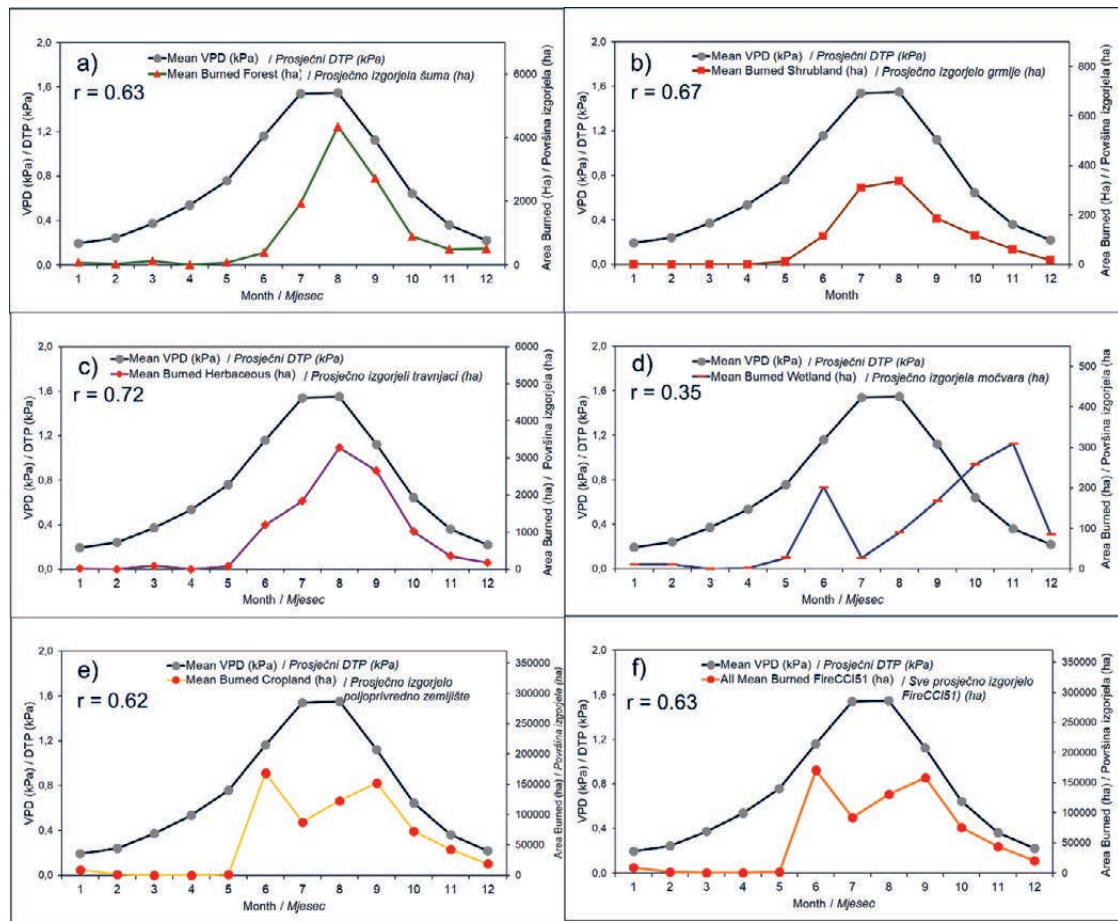 a)
r = 0.63
Mean VPD (kPa) / Prosječni DTP (kPa)
Mean Burned Forest (ha) / Prosječno izgorjela šuma (ha)
VPD (kPa) / DTP (kPa)
2,0
1,6
1,2
0,8
0,4
0,0
Area Burned (ha) / Površina izgorjela (ha)
6000
4000
2000
0
1 2 3 4 5 6 7 8 9 10 11 12
Month / Mjesec
b)
r = 0.67
Mean VPD (kPa) / Prosječni DTP (kPa)
Mean Burned Shrubland (ha) / Prosječno izgorjelo grmlje (ha)
VPD (kPa) / DTP (kPa)
2,0
1,6
1,2
0,8
0,4
0,0
Area Burned (Ha) // Površina izgorjela (ha)
800
600
400
200
0
1 2 3 4 5 6 7 8 9 10 11 12
Month
c)
r = 0.72
Mean VPD (kPa) / Prosječni DTP (kPa)
Mean Burned Herbaceous (ha) / Prosječno izgorjeli travnjaci (ha)
VPD (kPa) / DTP (kPa)
2,0
1,6
1,2
0,8
0,4
0,0
Area Burned (ha) / Površina izgorjela (ha)
6000
5000
4000
3000
2000
1000
0
1 2 3 4 5 6 7 8 9 10 11 12
Month / Mjesec
d)
r = 0.35
Mean VPD (kPa) / Prosječni DTP (kPa)
Mean Burned Wetland (ha) / Prosječno izgorjela močvara (ha)
VPD (kPa) / DTP (kPa)
2,0
1,6
1,2
0,8
0,4
0,0
Area Burned (ha) / Površina izgorjela (ha)
500
400
300
200
100
0
1 2 3 4 5 6 7 8 9 10 11 12
Month / Mjesec
e)
r = 0.62
Mean VPD (kPa) / Prosječni DTP (kPa)
Mean Burned Cropland (ha) / Prosječno izgorjelo
poljoprivredno zemljište
VPD (kPa) / DTP (kPa)
2,0
1,6
1,2
0,8
0,4
0,0
Area Burned (ha) / Površina izgorjele (ha)
350000
300000
250000
200000
150000
100000
50000
0
1 2 3 4 5 6 7 8 9 10 11 12
Month / Mjesec
f)
r = 0.63
Mean VPD (kPa) / Prosječni DTP (kPa)
All Mean Burned FireCCI51 (ha) / Sve prosječno izgorjelo
FireCCI51) (ha)
VPD (kPa) / DTP (kPa)
2,0
1,6
1,2
0,8
0,4
0,0
Area Burned (ha) / Površina izgorjela (ha)
350000
300000
250000
200000
150000
100000
50000
0
1 2 3 4 5 6 7 8 9 10 11 12
Month / Mjesec